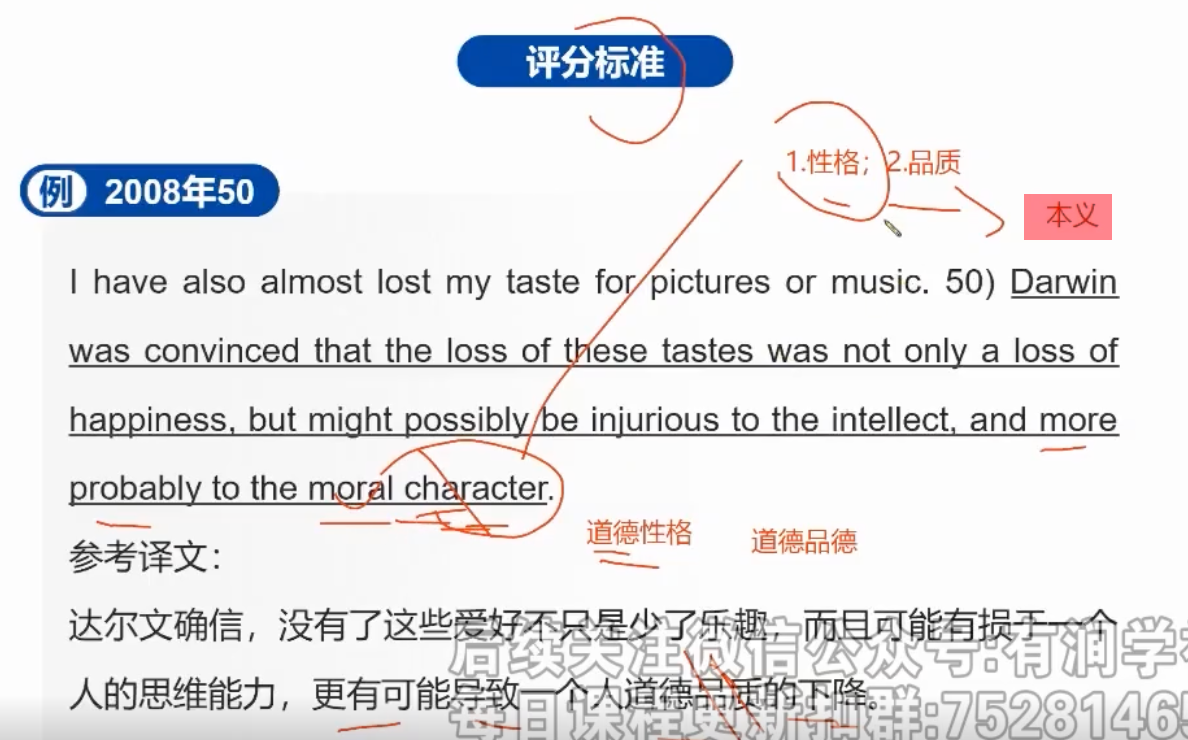 评分标准
1.性格；2.品质
例 2008年50
本义
I have also almost lost my taste for pictures or music. 50) Darwin
was convinced that the loss of these tastes was not only a loss of
happiness, but might possibly be injurious to the intellect, and more
probably to the moral character.
道德性格 道德品德
参考译文：
达尔文确信，没有了这些爱好不只是少了乐趣，而且可能有损于一个
后续关注微信公众号:有润学
人的思维能力，更有可能导致一个人道德品质的下降。
每日课程更新扣群:75281465